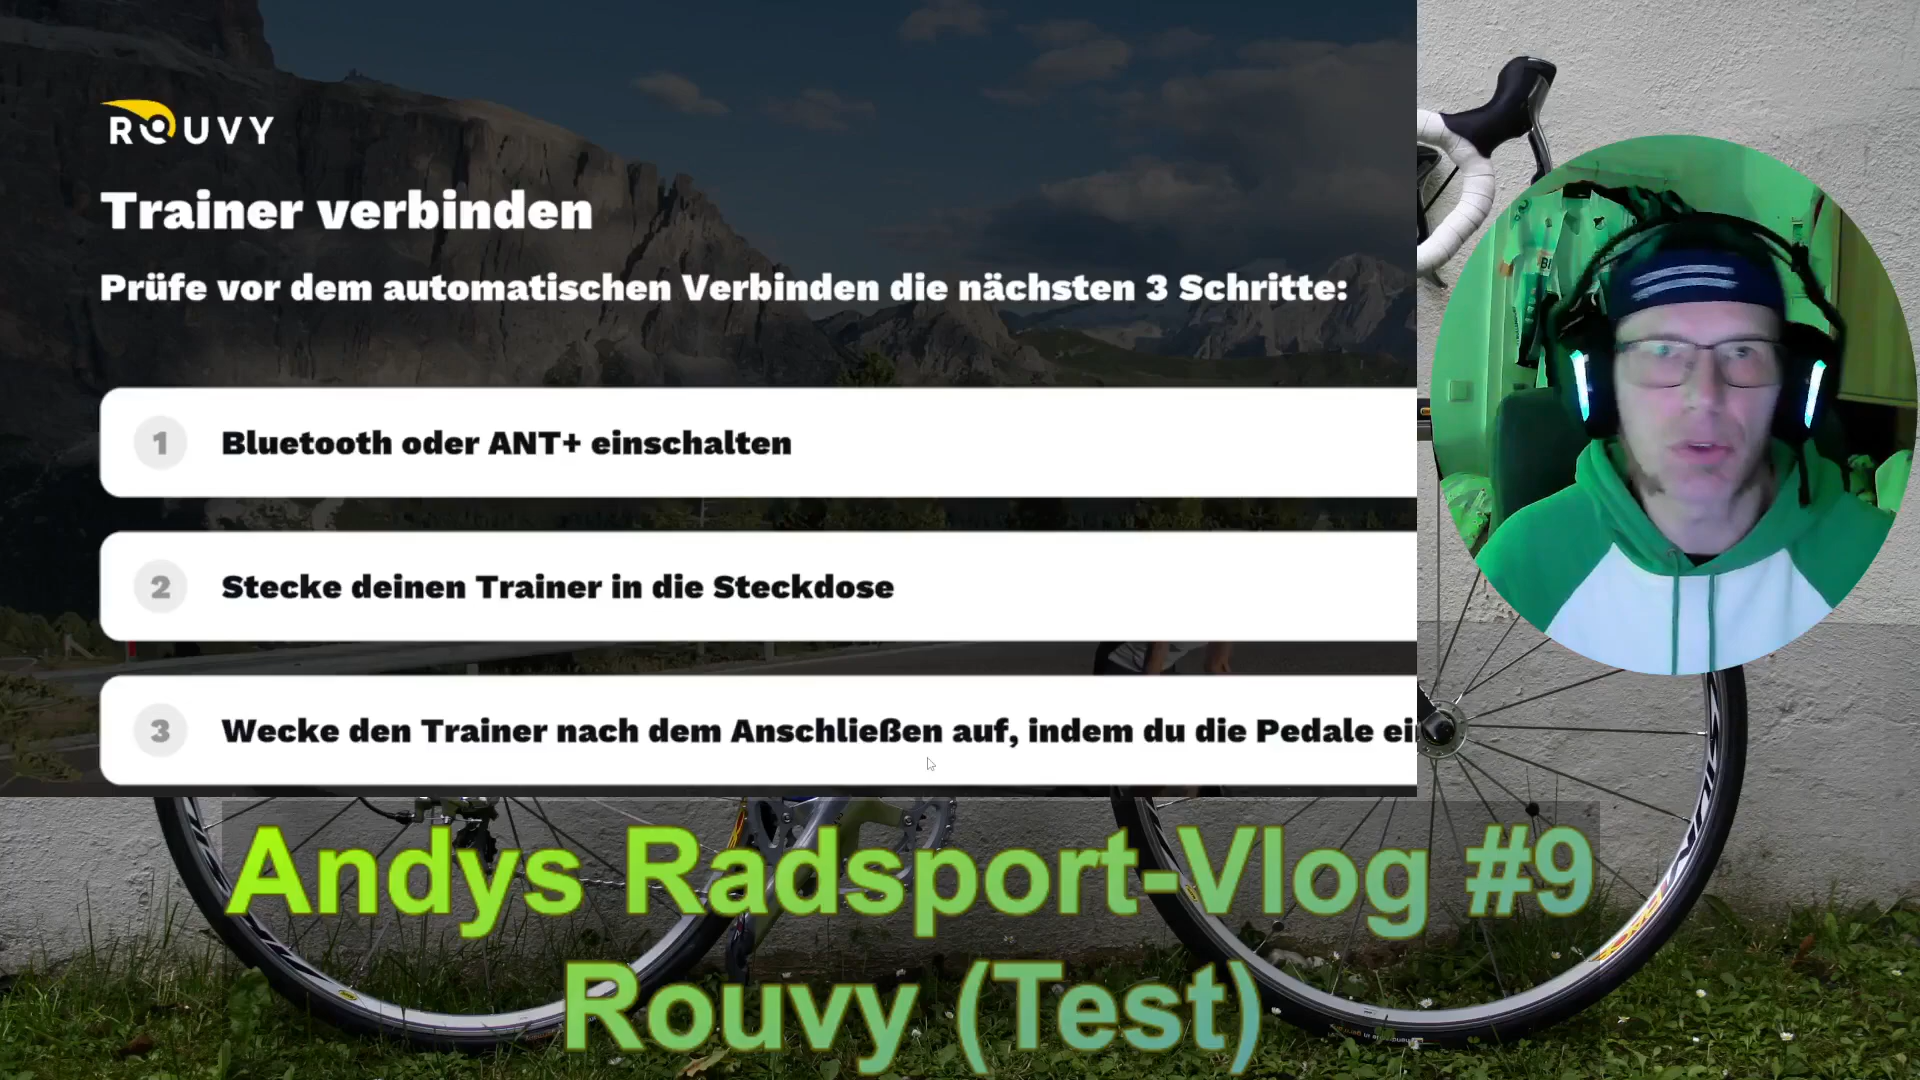 ROUVY
Trainer verbinden
Prüfe vor dem automatischen Verbinden die nächsten 3 Schritte:
1 Bluetooth oder ANT+ einschalten
2 Stecke deinen Trainer in die Steckdose
3 Wecke den Trainer nach dem Anschließen auf, indem du die Pedale ei
Andys Radsport-Vlog #9
Rouvy (Test)